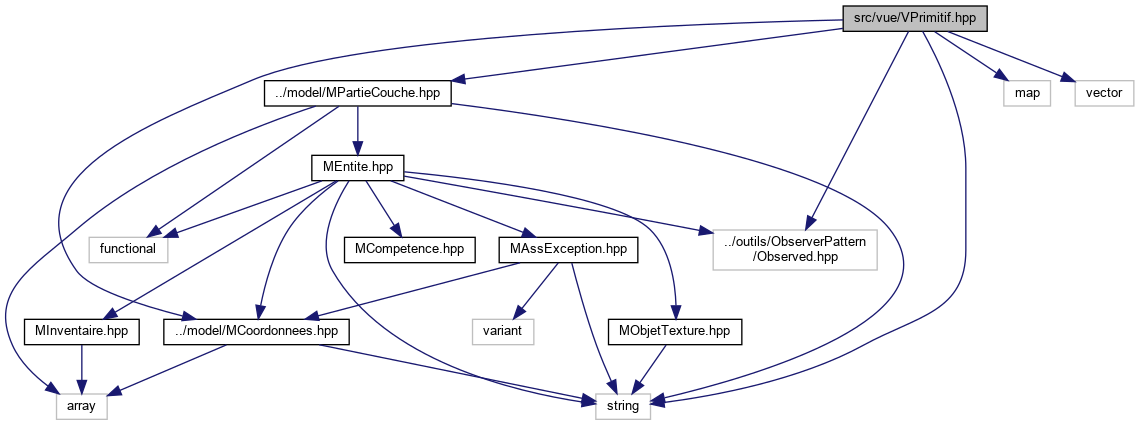 src/vue/VPrimitif.hpp
../model/MPartieCouche.hpp
map
vector
MEntite.hpp
functional
MCompetence.hpp
MAssException.hpp
../outils/ObserverPattern
/Observed.hpp
MInventaire.hpp
../model/MCoordonnees.hpp
variant
MObjetTexture.hpp
array
string